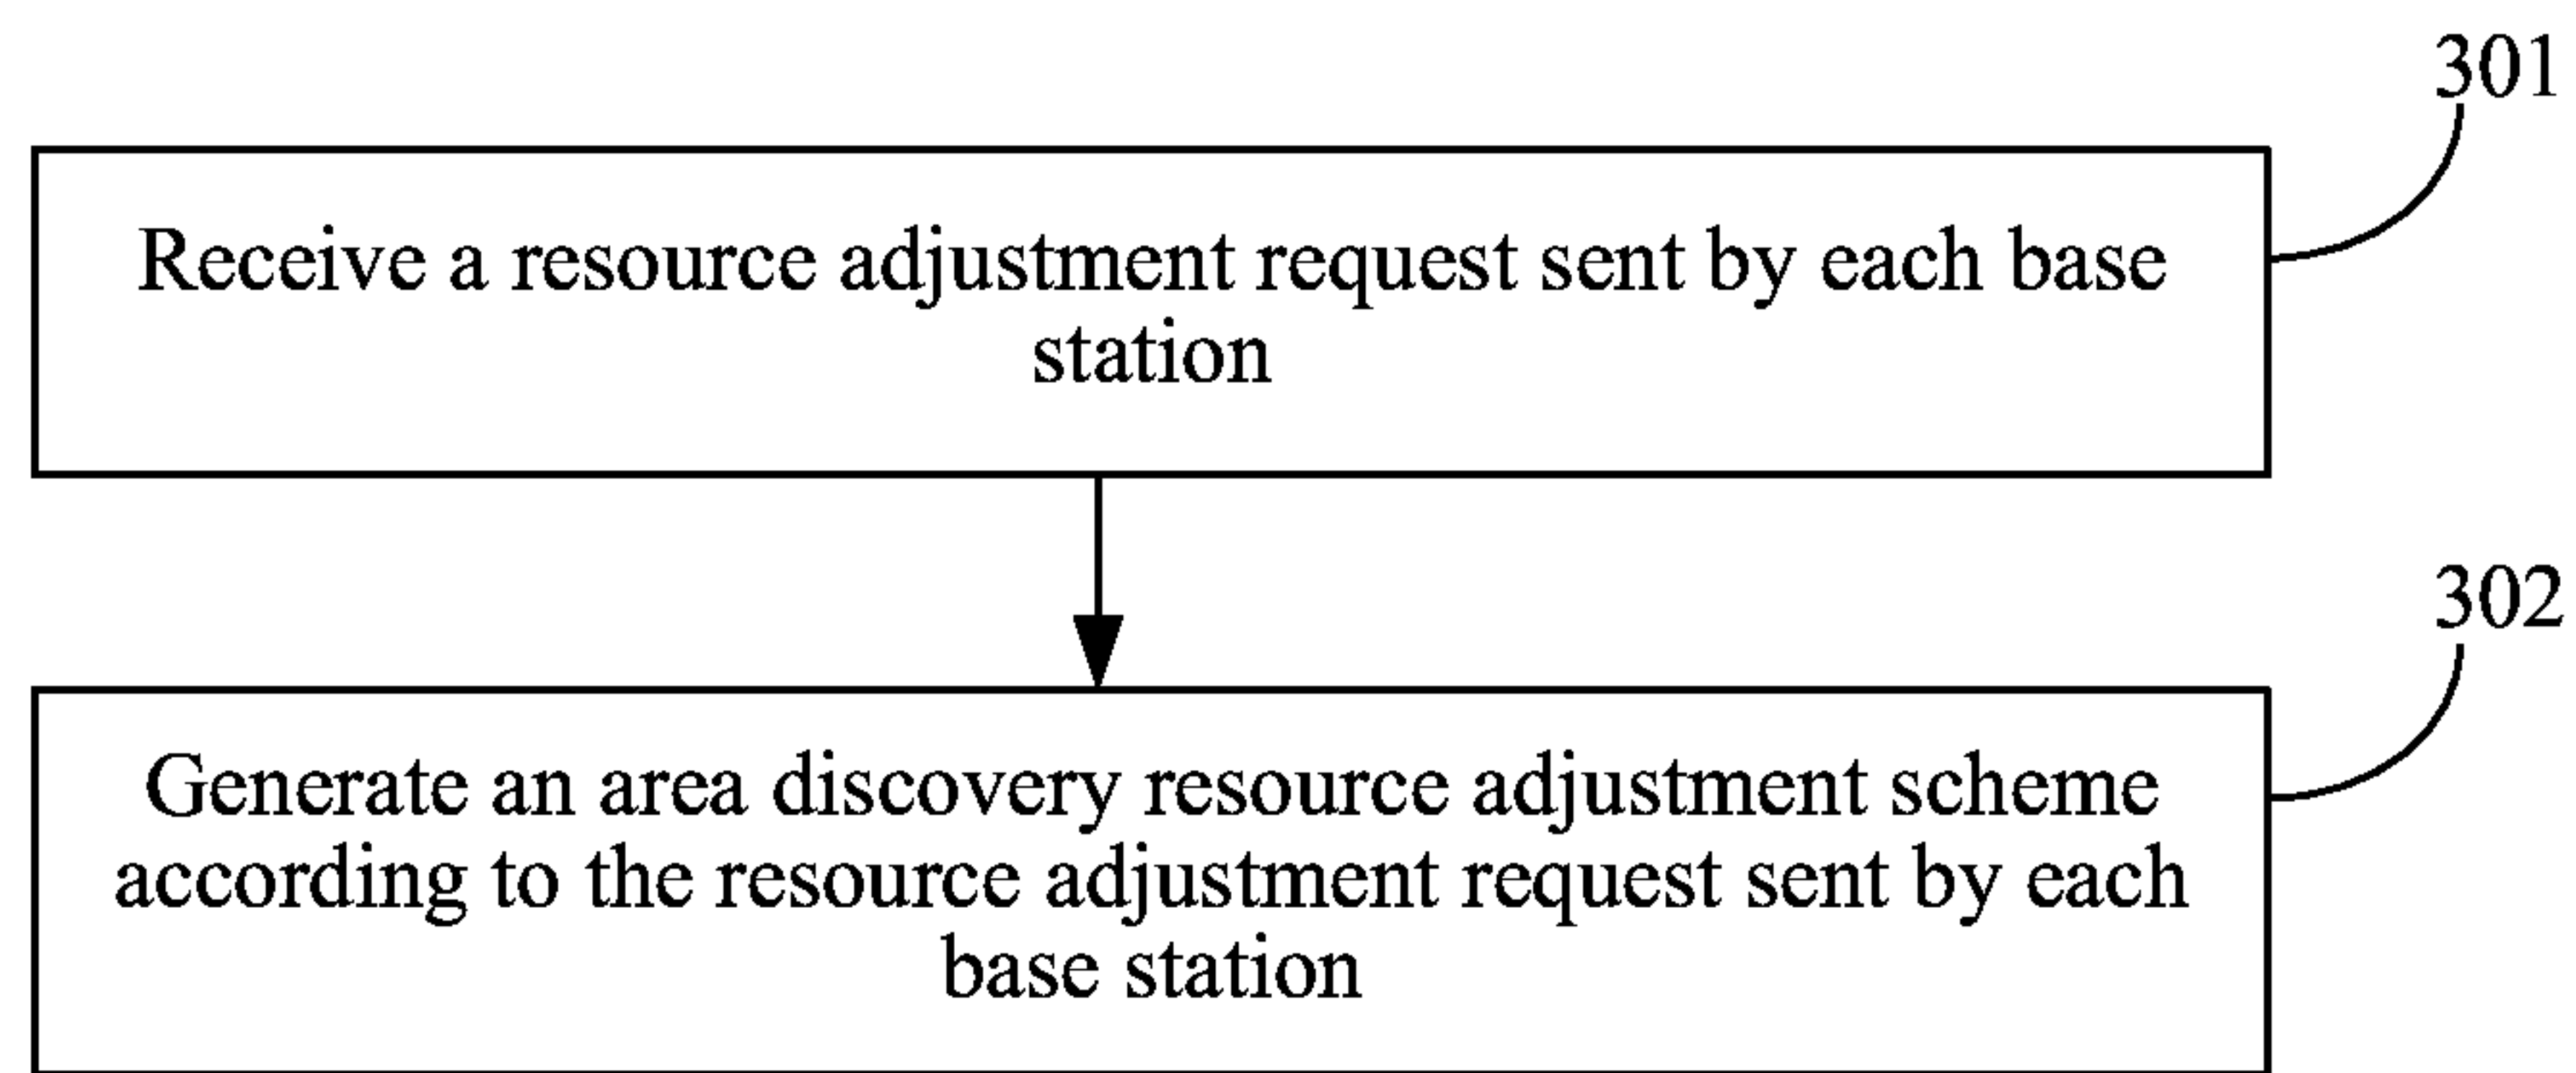 301
Receive a resource adjustment request sent by each base
station
302
Generate an area discovery resource adjustment scheme
according to the resource adjustment request sent by each
base station